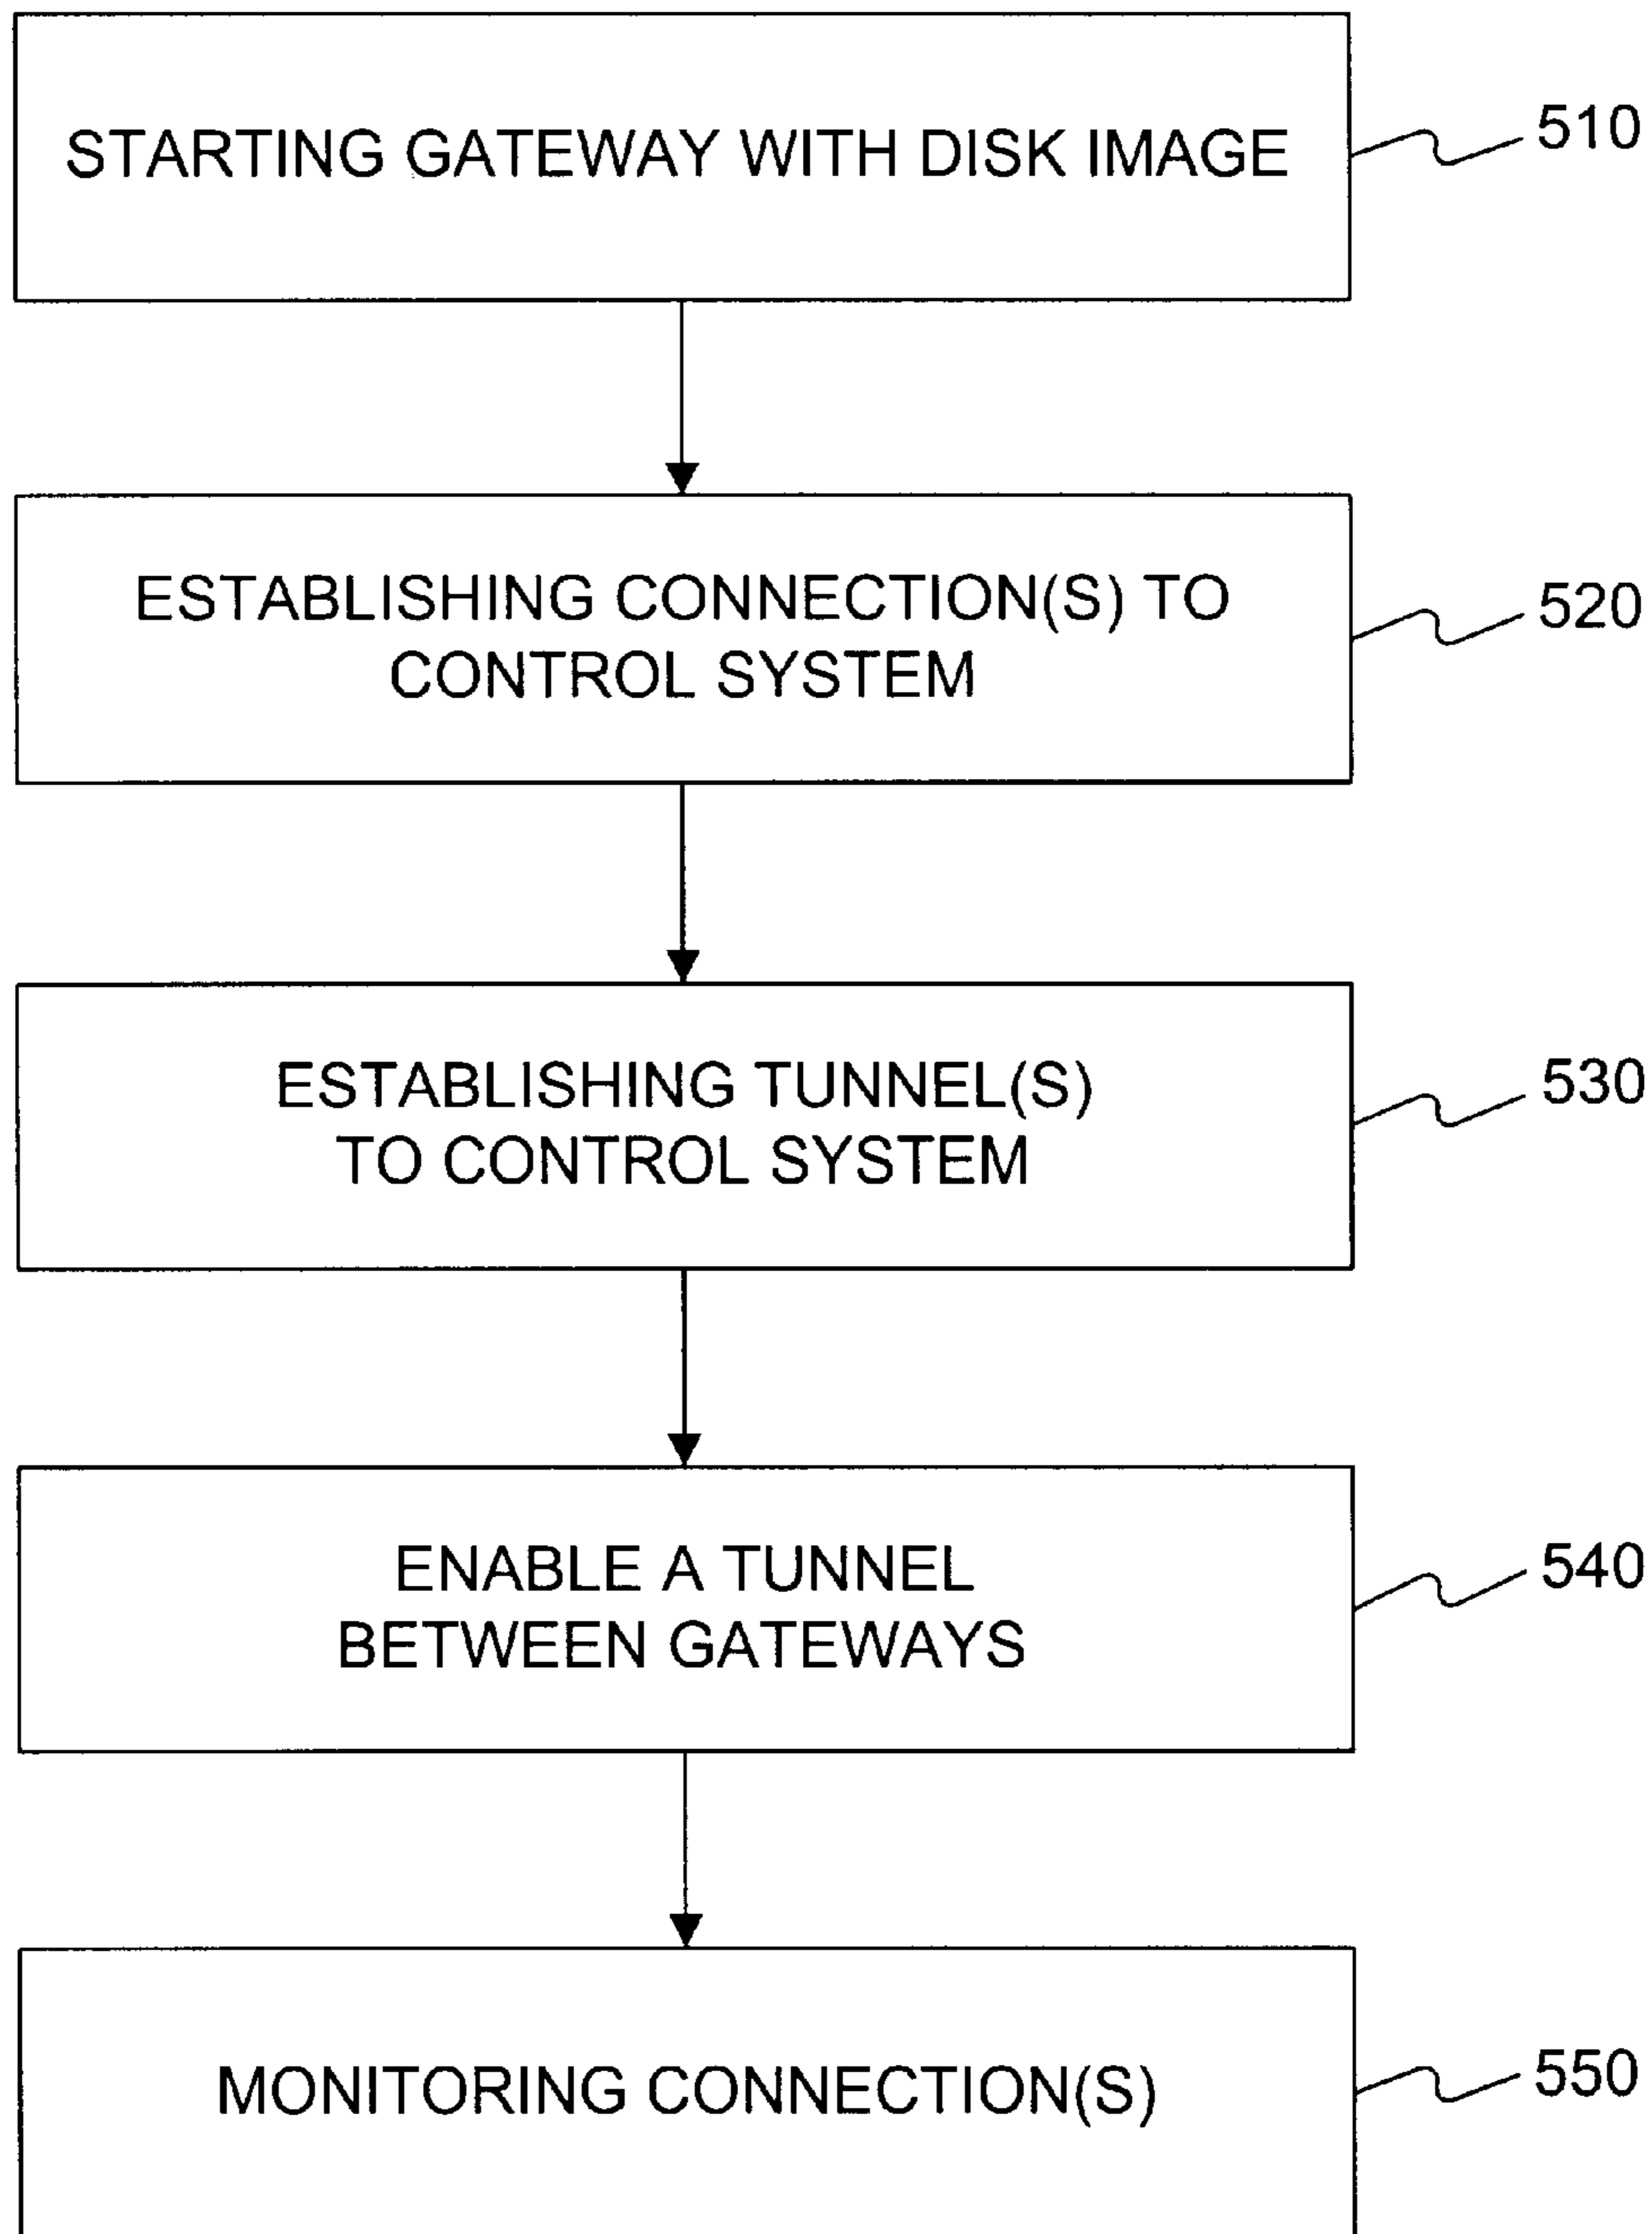 STARTING GATEWAY WITH DISK IMAGE
510
ESTABLISHING CONNECTION(S) TO
CONTROL SYSTEM
520
ESTABLISHING TUNNEL(S)
TO CONTROL SYSTEM
530
ENABLE A TUNNEL
BETWEEN GATEWAYS
540
MONITORING CONNECTION(S)
550